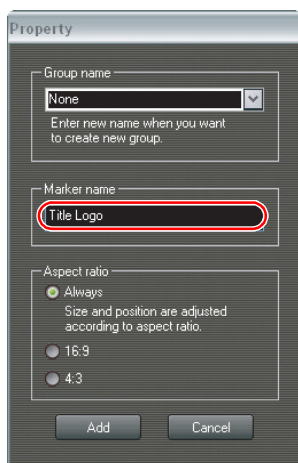 Property
Group name
None
Enter new name when you want
to create new group.
Marker name
Title Logo
Aspect ratio
Always
Size and position are adjusted
according to aspect ratio.
16:9
4:3
Add Cancel